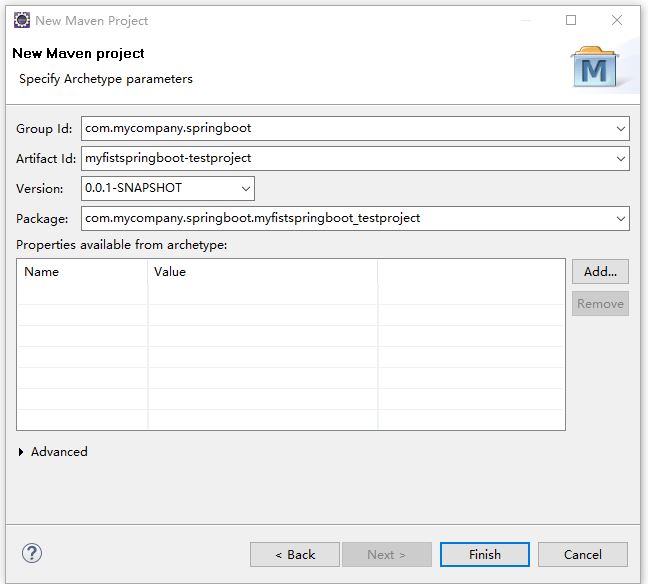 New Maven Project
New Maven project
Specify Archetype parameters
M
Group Id: com.mycompany.springboot
Artifact Id: myfistspringboot-testproject
Version: 0.0.1-SNAPSHOT
Package: com.mycompany.springboot.myfistspringboot_testproject
Properties available from archetype:
Name Value
Add...
Remove
Advanced
?
< Back Next > Finish Cancel